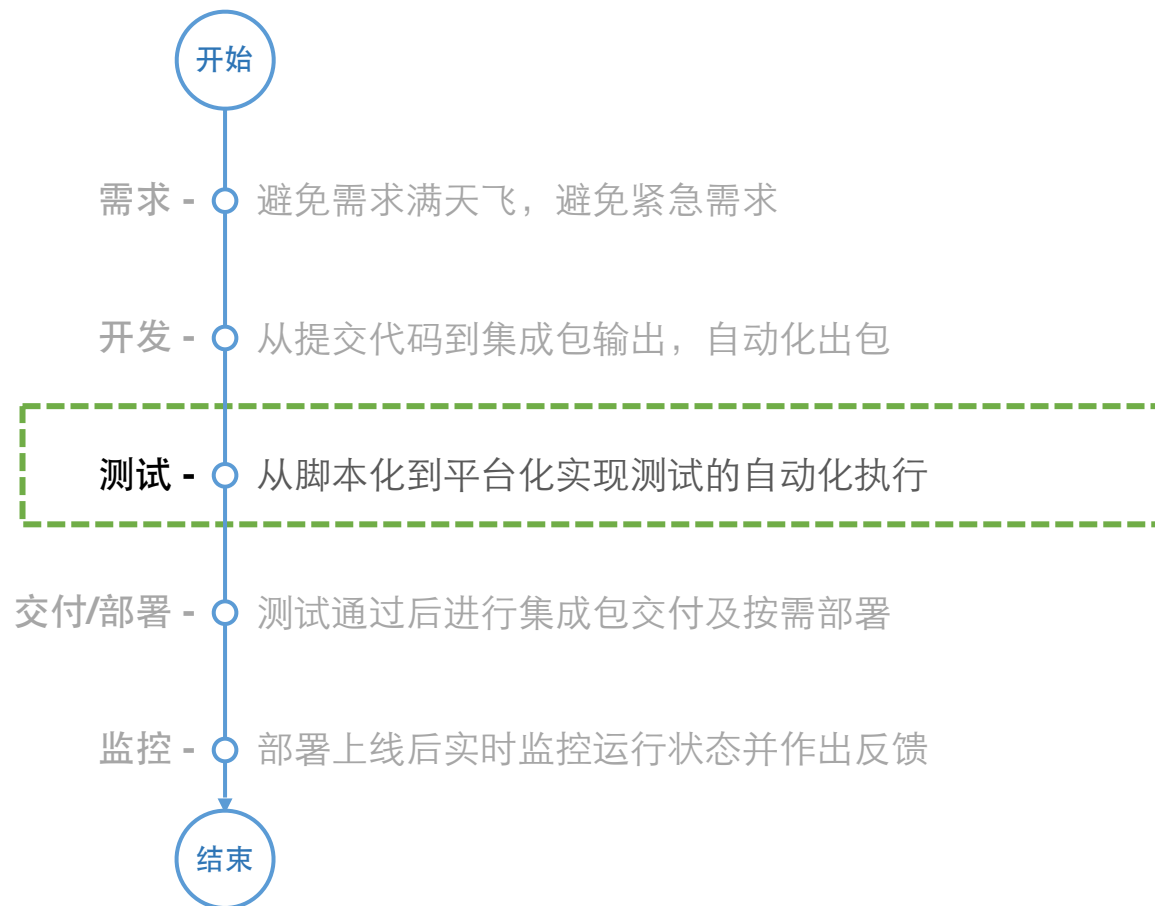 开始
需求 - 避免需求满天飞，避免紧急需求
开发 - 从提交代码到集成包输出，自动化出包
测试 - 从脚本化到平台化实现测试的自动化执行
交付/部署 - 测试通过后进行集成包交付及按需部署
监控 - 部署上线后实时监控运行状态并作出反馈
结束